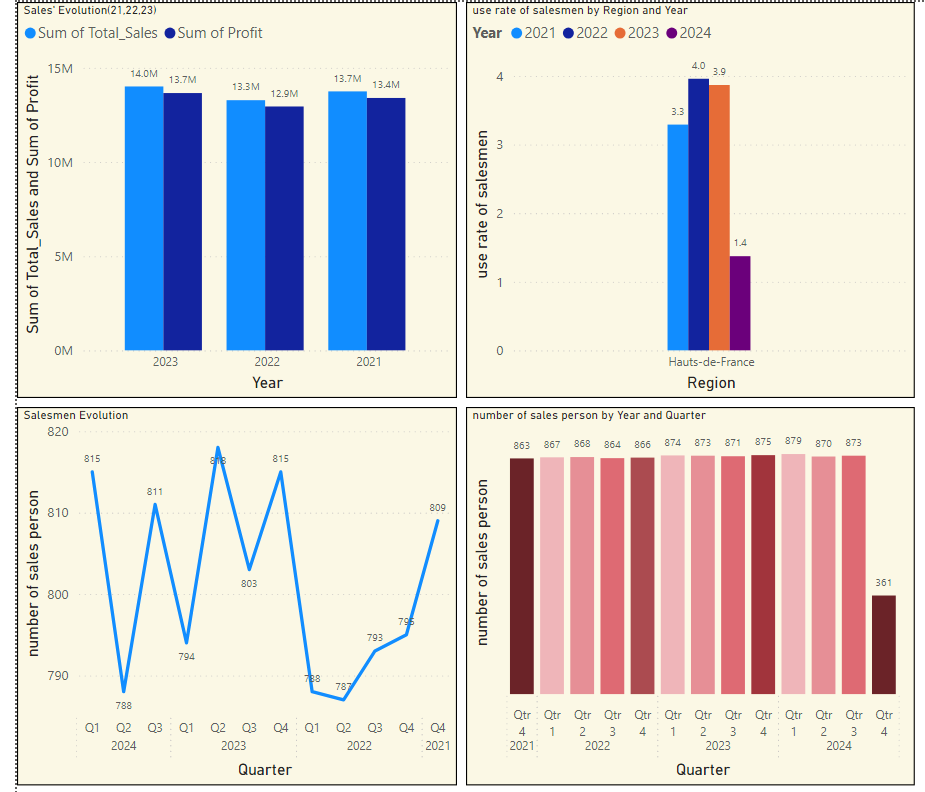 Sales' Evolution(21,22,23)
Sum of Total_Sales Sum of Profit
Sum of Total_Sales and Sum of Profit
15M
10M
5M
0M
14.0M 13.7M 13.3M 12.9M 13.7M 13.4M
2023 2022 2021
Year
use rate of salesmen by Region and Year
Year 2021 2022 2023 2024
use rate of salesmen
4
3
2
1
0
3.3 4.0 3.9 1.4
Hauts-de-France
Region
Salesmen Evolution
number of sales person
820
810
800
790
815 788 811 794 818 803 815 788 787 793 795 809
Q1 Q2 Q3 Q1 Q2 Q3 Q4 Q1 Q2 Q3 Q4 Q4
2024 2023 2022 2021
Quarter
number of sales person by Year and Quarter
number of sales person
863 867 868 864 866 874 873 871 875 879 870 873 361
Qtr Qtr Qtr Qtr Qtr Qtr Qtr Qtr Qtr Qtr Qtr Qtr Qtr
4 1 2 3 4 1 2 3 4 1 2 3 4
2021 2022 2023 2024
Quarter